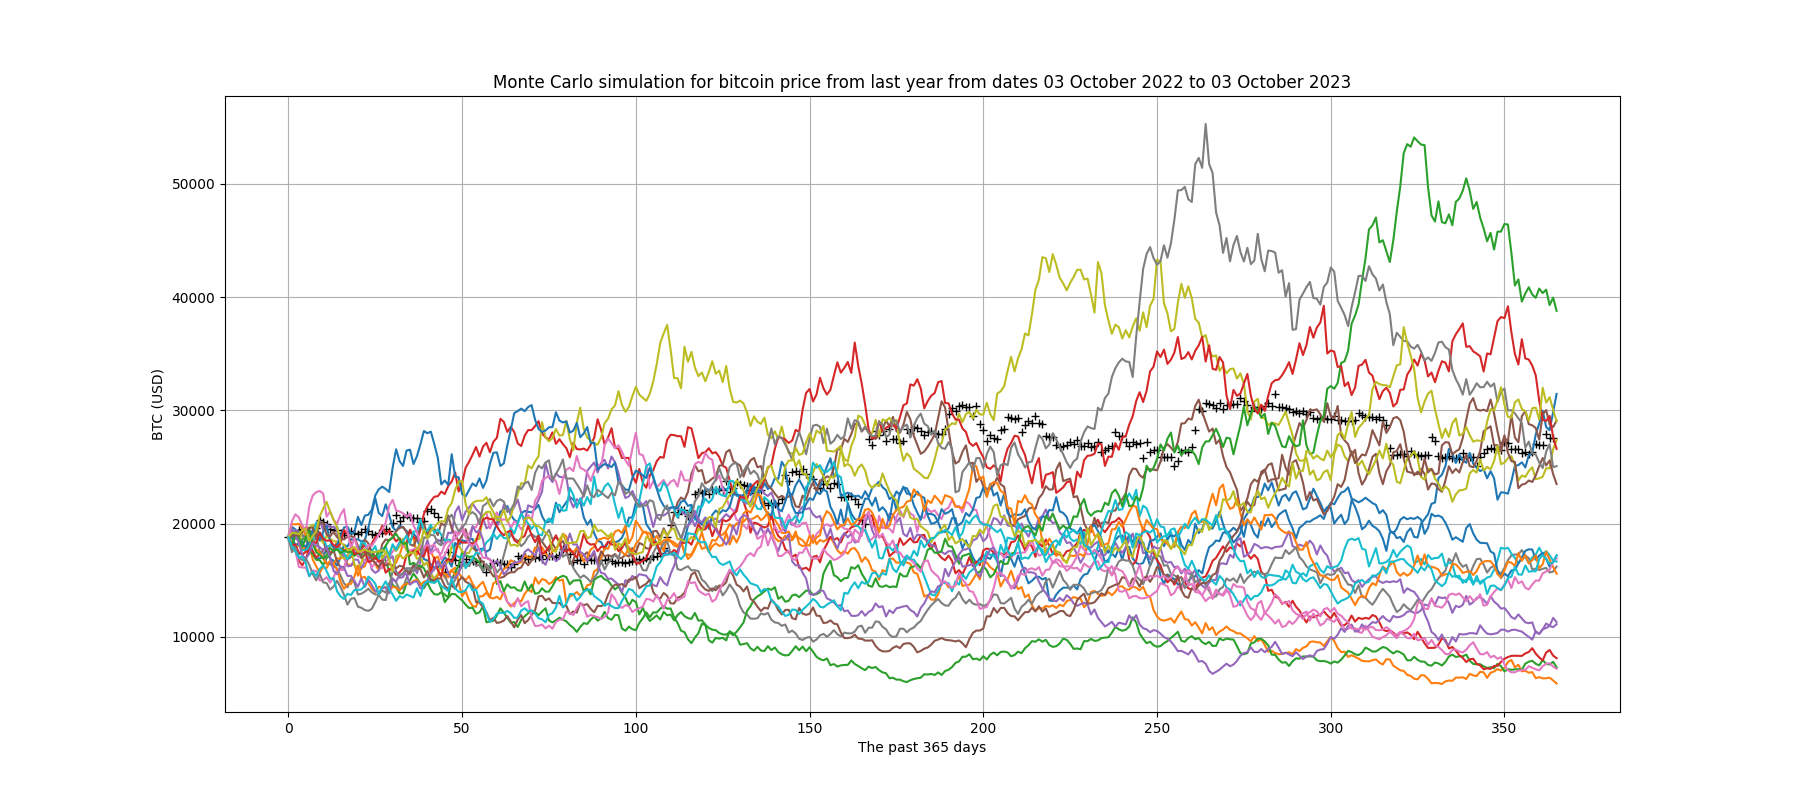 Monte Carlo simulation for bitcoin price from last year from dates 03 October 2022 to 03 October 2023
50000
40000
30000
20000
10000
BTC (USD)
0 50 100 150 200 250 300 350
The past 365 days